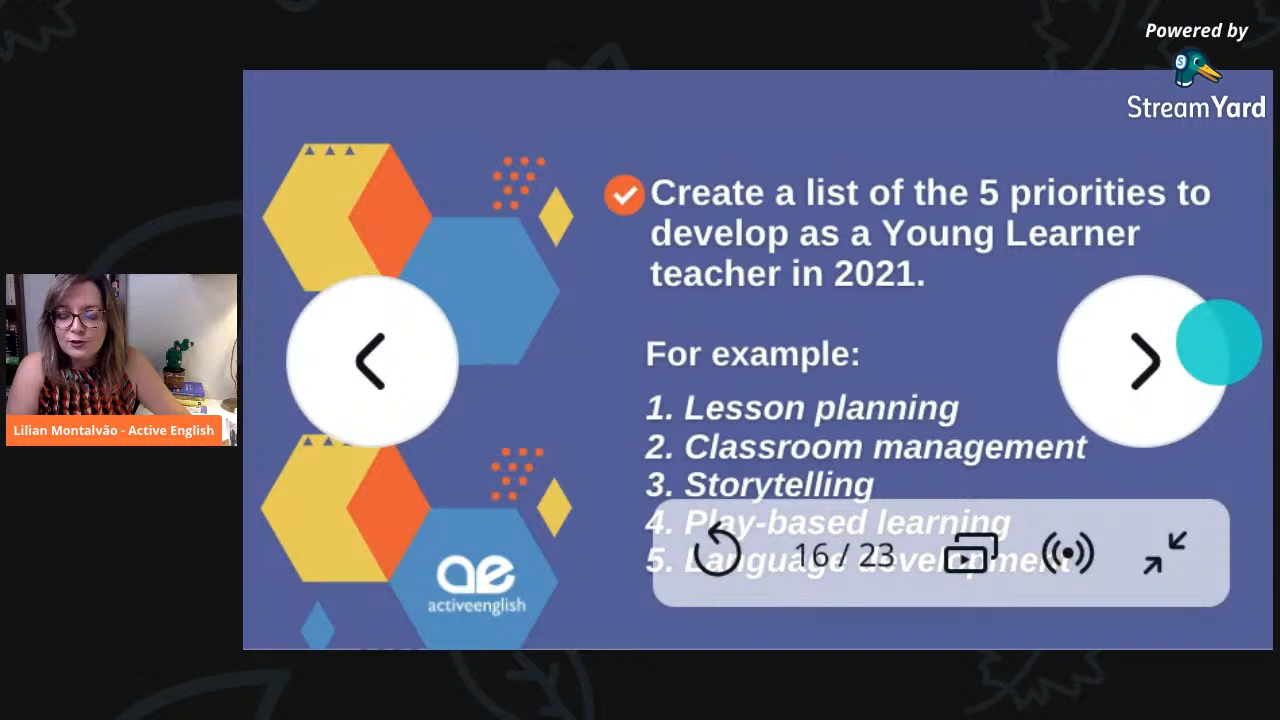 Powered by
StreamYard
Create a list of the 5 priorities to
develop as a Young Learner
teacher in 2021.
For example:
1. Lesson planning
2. Classroom management
3. Storytelling
4. Play-based learning
5. Language development
16 / 23
ae
activeenglish
Lilian Montalvão - Active English